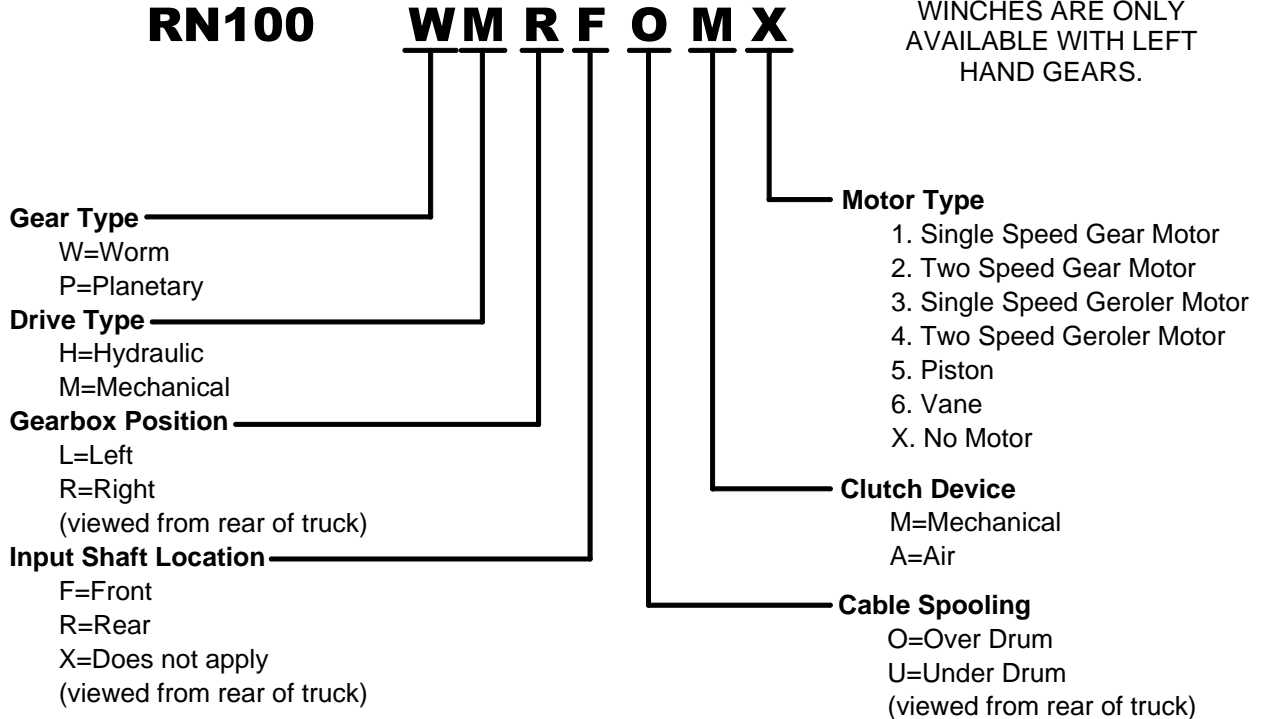 RN100 W M R F O M X
WINCHES ARE ONLY
AVAILABLE WITH LEFT
HAND GEARS.
Gear Type
W=Worm
P=Planetary
Drive Type
H=Hydraulic
M=Mechanical
Gearbox Position
L=Left
R=Right
(viewed from rear of truck)
Input Shaft Location
F=Front
R=Rear
X=Does not apply
(viewed from rear of truck)
Motor Type
1. Single Speed Gear Motor
2. Two Speed Gear Motor
3. Single Speed Geroler Motor
4. Two Speed Geroler Motor
5. Piston
6. Vane
X. No Motor
Clutch Device
M=Mechanical
A=Air
Cable Spooling
O=Over Drum
U=Under Drum
(viewed from rear of truck)